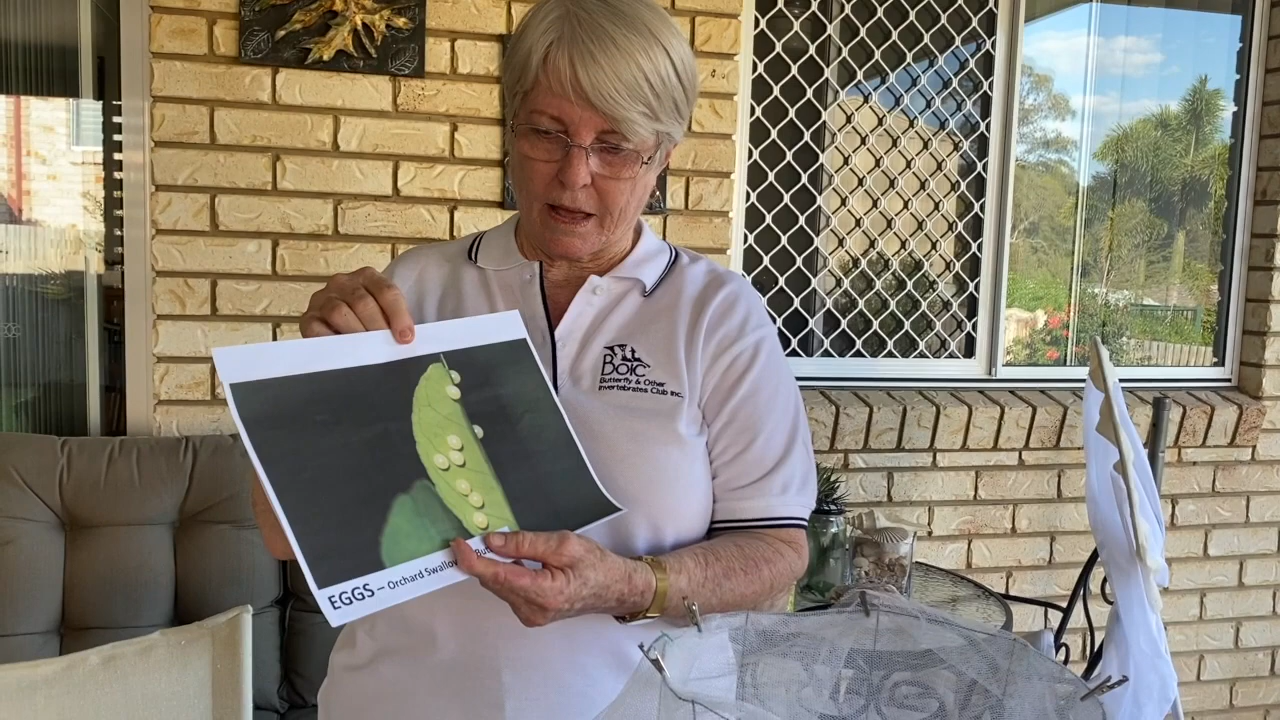 Boic
Butterfly & Other
Invertebrates Club Inc.
EGGS – Orchard Swallow